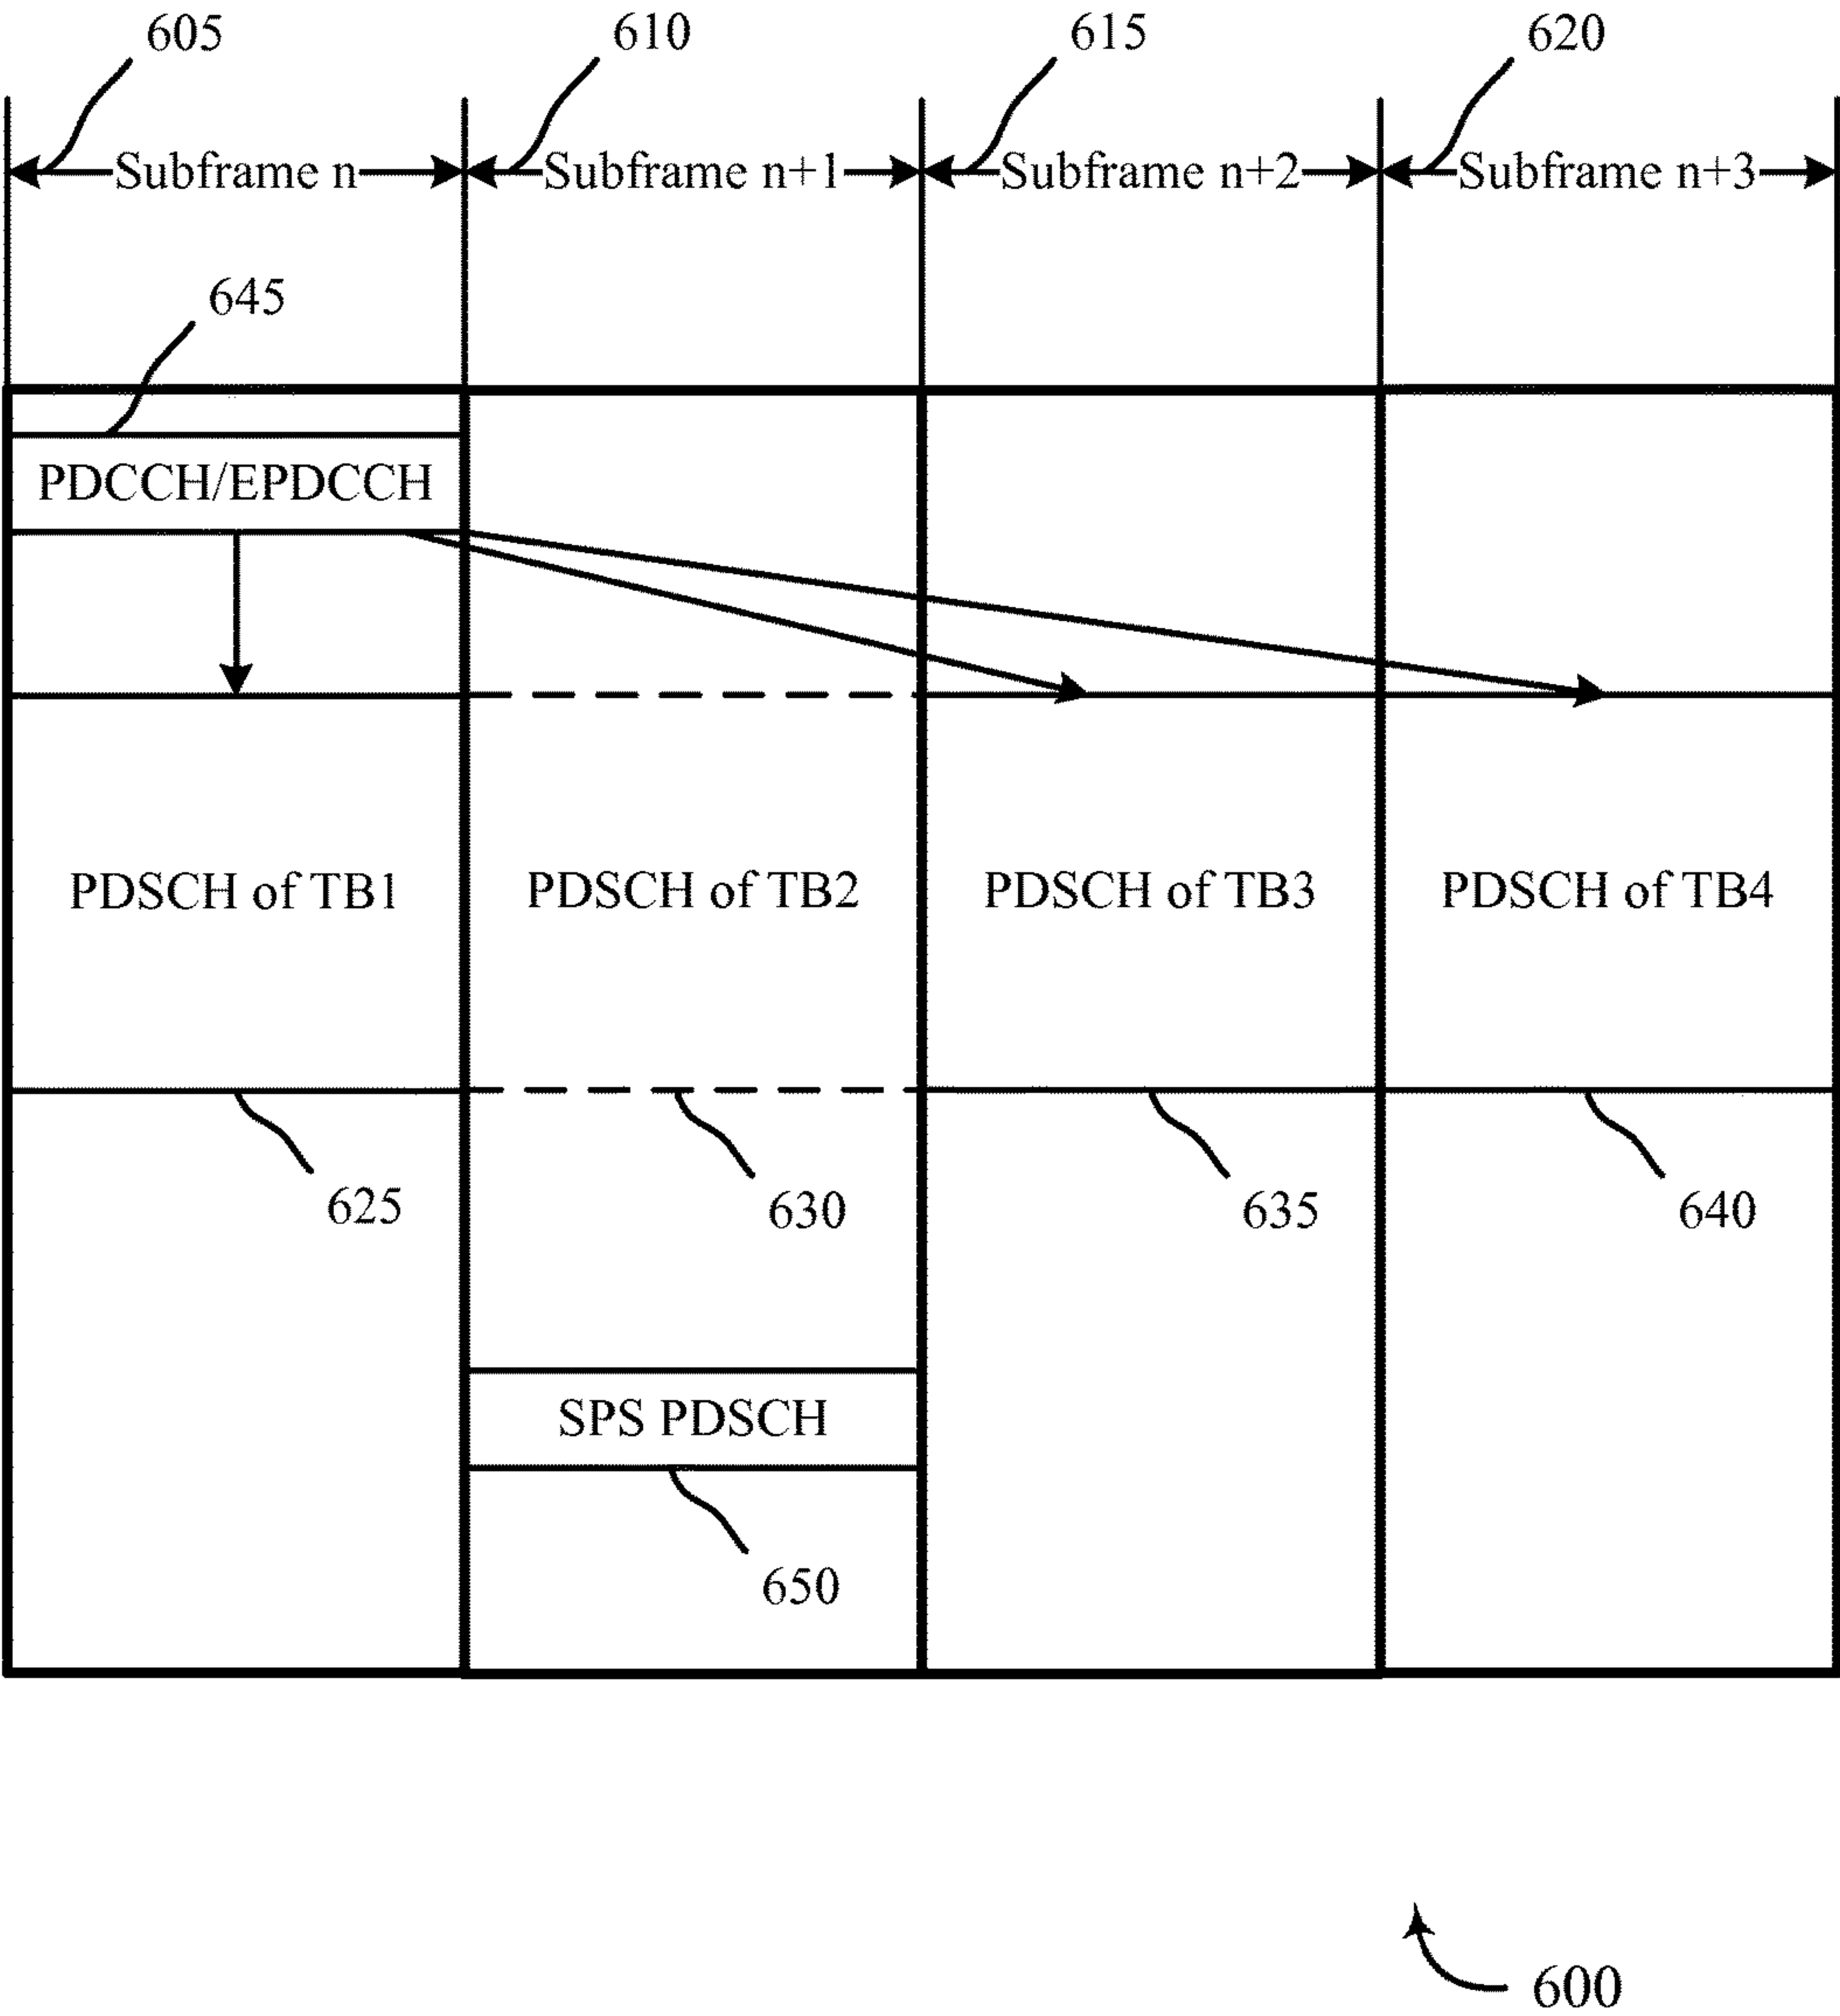 605
610
615
620
Subframe n
Subframe n+1
Subframe n+2
Subframe n+3
645
PDCCH/EPDCCH
PDSCH of TB1
PDSCH of TB2
PDSCH of TB3
PDSCH of TB4
625
630
635
640
SPS PDSCH
650
600